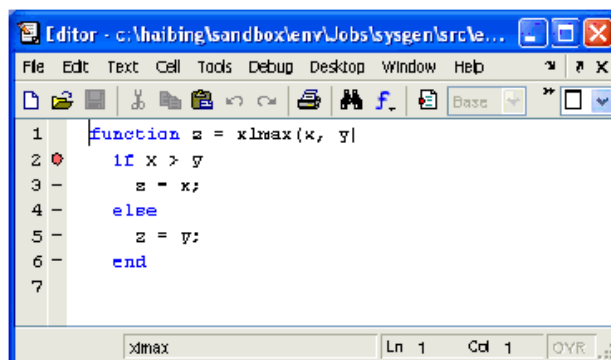 Editor - c:\haibing\sandbox\env\Jobs\sysgen\src\e...
File Edit Text Cell Tools Debug Desktop Window Help
Base
1 function z = xlmax(x, y)
2 if x > y
3 - z = x;
4 - else
5 - z = y;
6 - end
7
xlmax Ln 1 Col 1 OVR